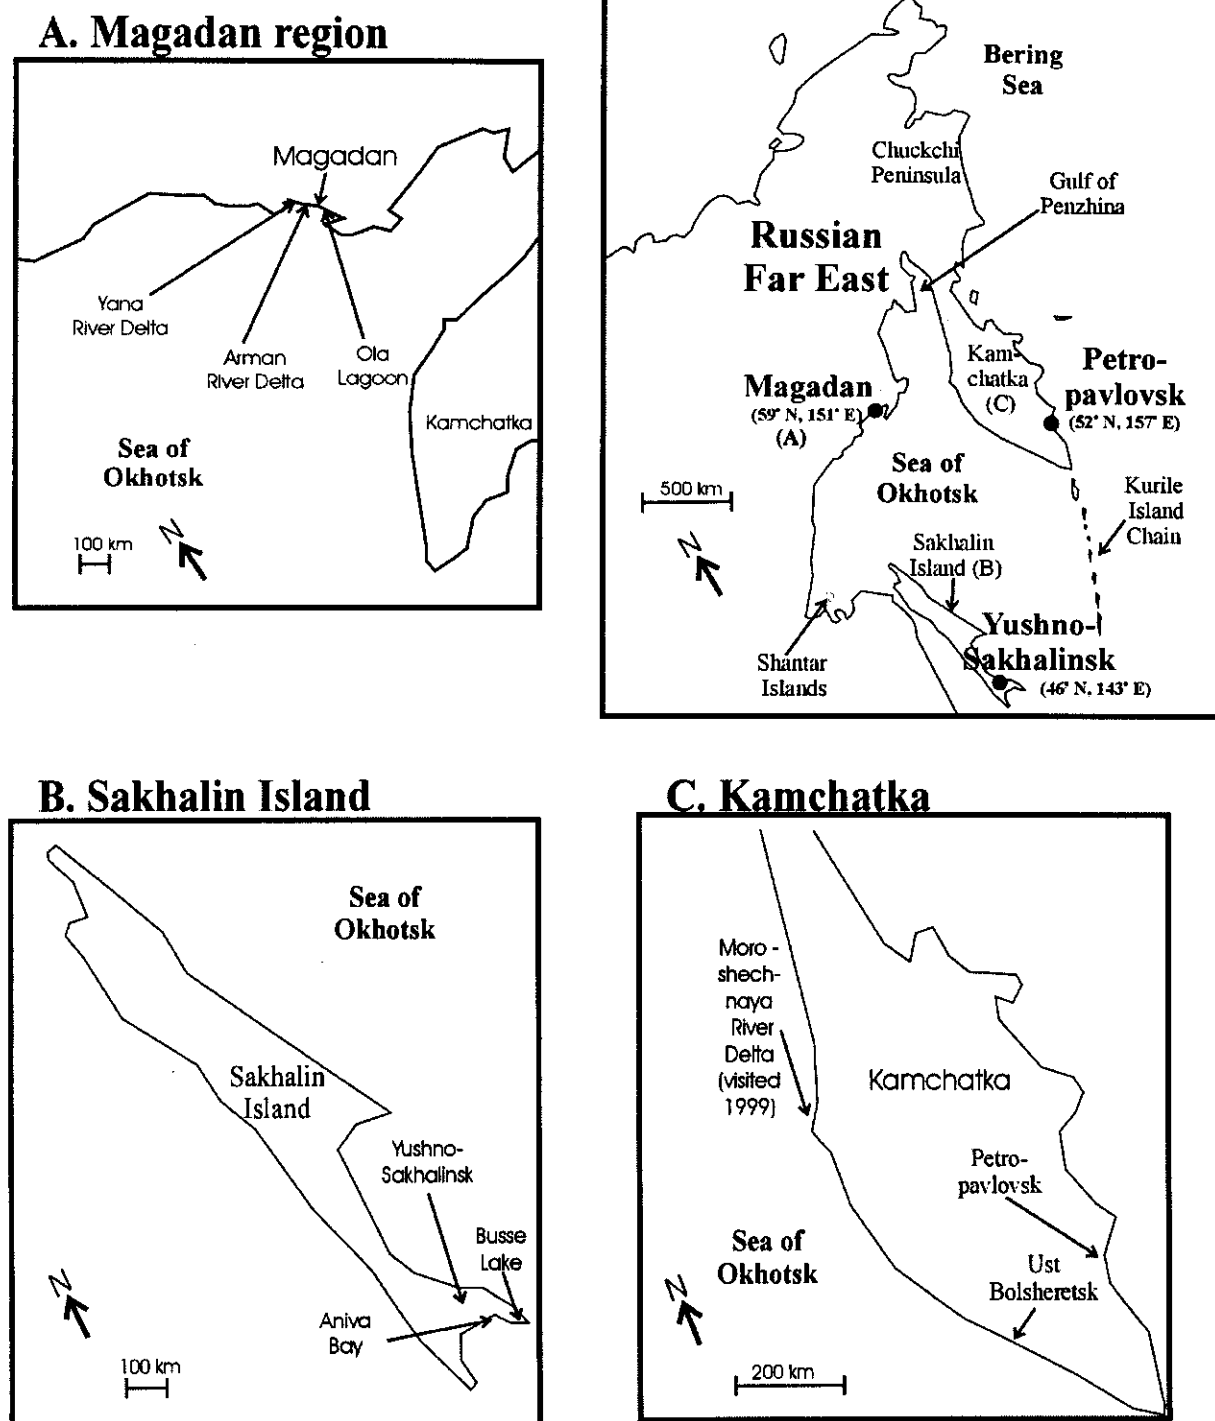 A. Magadan region
Magadan
Yana
River Delta
Arman
River Delta
Ola
Lagoon
Kamchatka
Sea of
Okhotsk
N
100 km
Bering
Sea
Chuckchi
Peninsula
Gulf of
Penzhina
Russian
Far East
Kam-
chatka
(C)
Petro-
pavlovsk
(52° N, 157° E)
Magadan
(59° N, 151° E)
(A)
Sea of
Okhotsk
500 km
Kurile
Island
Chain
N
Sakhalin
Island (B)
Yushno-
Sakhalinsk
(46° N, 143° E)
Shantar
Islands
B. Sakhalin Island
Sea of
Okhotsk
Sakhalin
Island
Yushno-
Sakhalinsk
Busse
Lake
Aniva
Bay
N
100 km
C. Kamchatka
Moro -
shech-
naya
River
Delta
(visited
1999)
Kamchatka
Petro-
pavlovsk
Sea of
Okhotsk
Ust
Bolsheretsk
N
200 km